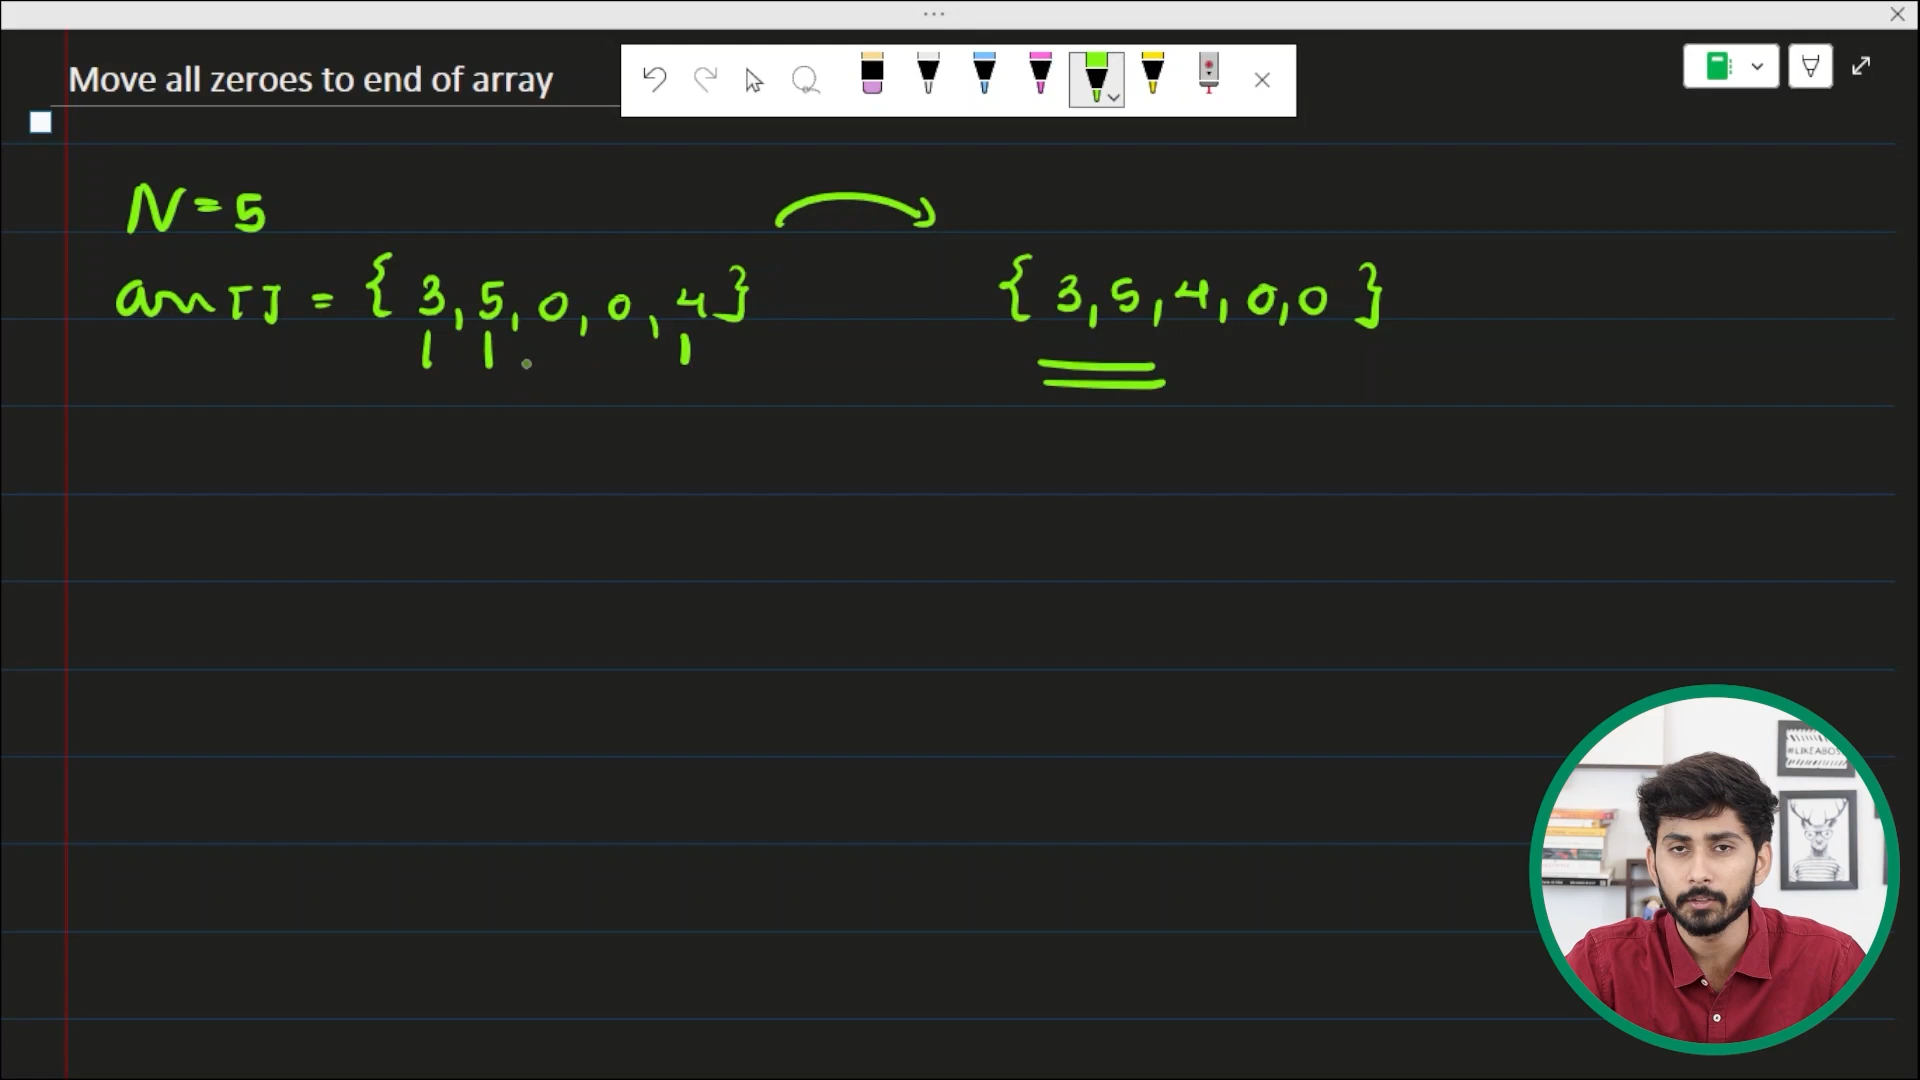 Move all zeroes to end of array
N=5
arr[] = { 3, 5, 0, 0, 4 }
{ 3, 5, 4, 0, 0 }
#LIKEABOS